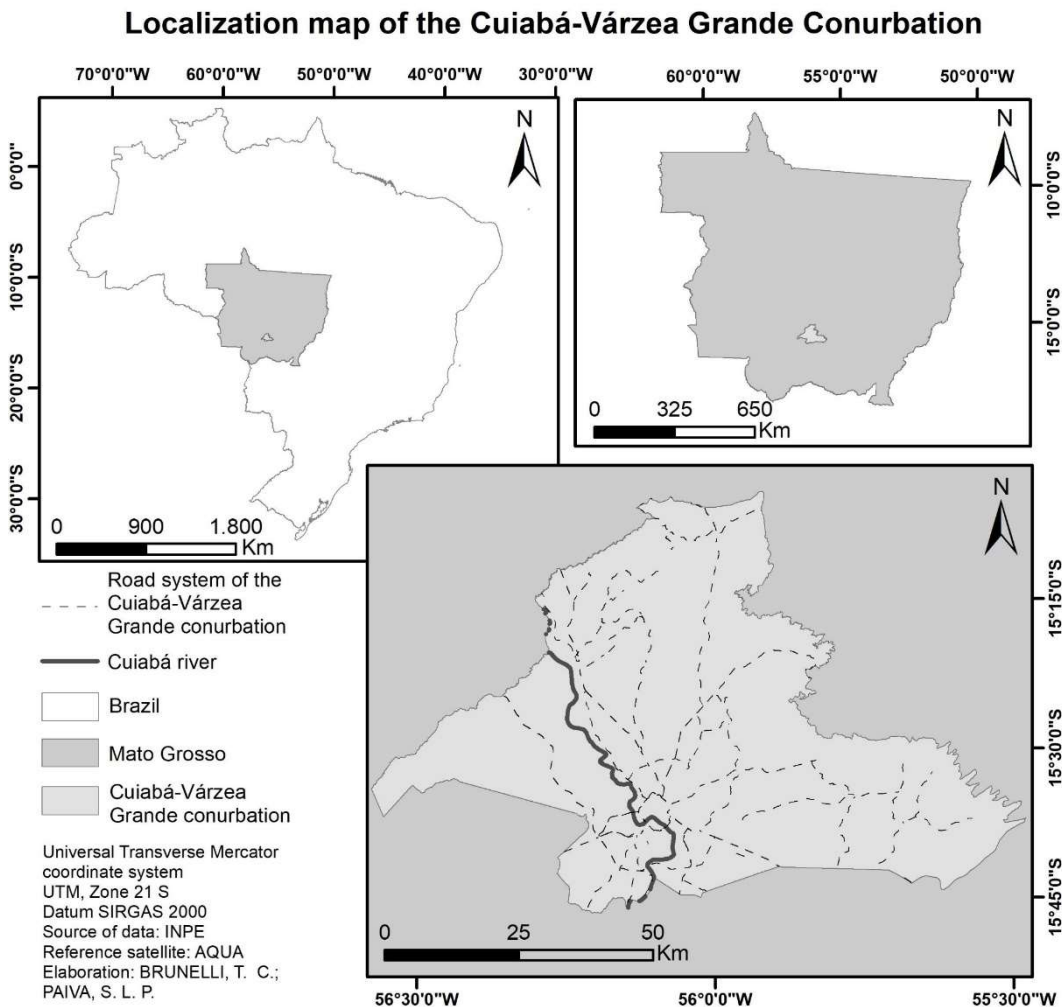 Localization map of the Cuiabá-Várzea Grande Conurbation
70°0'0"W 60°0'0"W 50°0'0"W 40°0'0"W 30°0'0"W
60°0'0"W 55°0'0"W 50°0'0"W
N
N
0°0'0"
10°0'0"S
20°0'0"S
30°0'0"S
10°0'0"S
15°0'0"S
0 325 650
Km
0 900 1.800
Km
N
Road system of the
Cuiabá-Várzea
Grande conurbation
Cuiabá river
Brazil
Mato Grosso
Cuiabá-Várzea
Grande conurbation
Universal Transverse Mercator
coordinate system
UTM, Zone 21 S
Datum SIRGAS 2000
Source of data: INPE
Reference satellite: AQUA
Elaboration: BRUNELLI, T. C.;
PAIVA, S. L. P.
15°15'0"S
15°30'0"S
15°45'0"S
0 25 50
Km
56°30'0"W 56°0'0"W 55°30'0"W